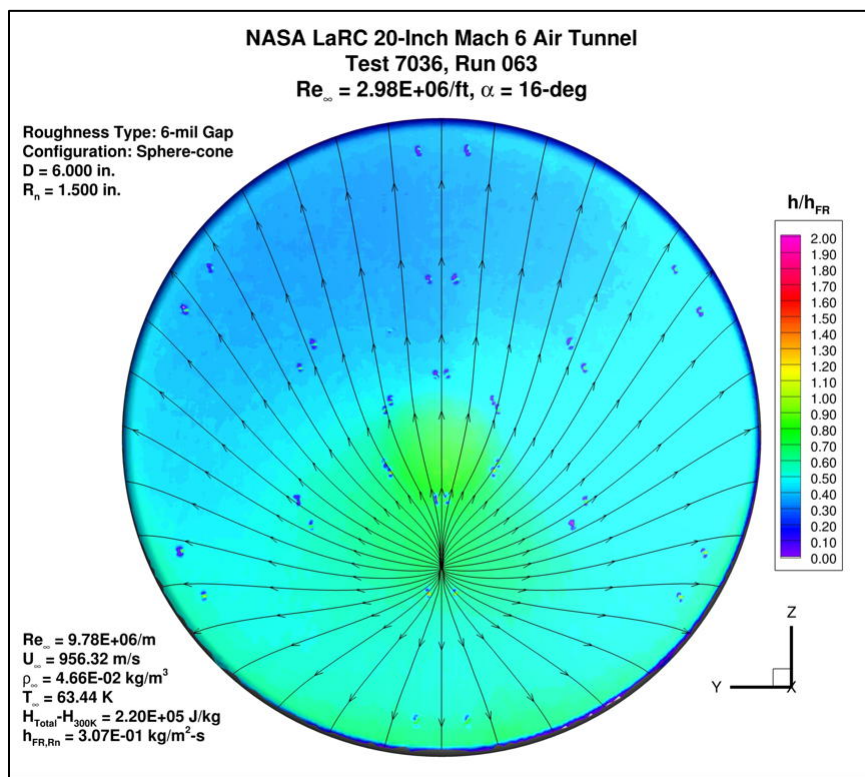 NASA LaRC 20-Inch Mach 6 Air Tunnel
Test 7036, Run 063
Re∞ = 2.98E+06/ft, α = 16-deg
Roughness Type: 6-mil Gap
Configuration: Sphere-cone
D = 6.000 in.
Rn = 1.500 in.
h/hFR
2.00
1.90
1.80
1.70
1.60
1.50
1.40
1.30
1.20
1.10
1.00
0.90
0.80
0.70
0.60
0.50
0.40
0.30
0.20
0.10
0.00
Z
Y
X
Re∞ = 9.78E+06/m
U∞ = 956.32 m/s
ρ∞ = 4.66E-02 kg/m³
T∞ = 63.44 K
HTotal-H300K = 2.20E+05 J/kg
hFR,Rn = 3.07E-01 kg/m²-s